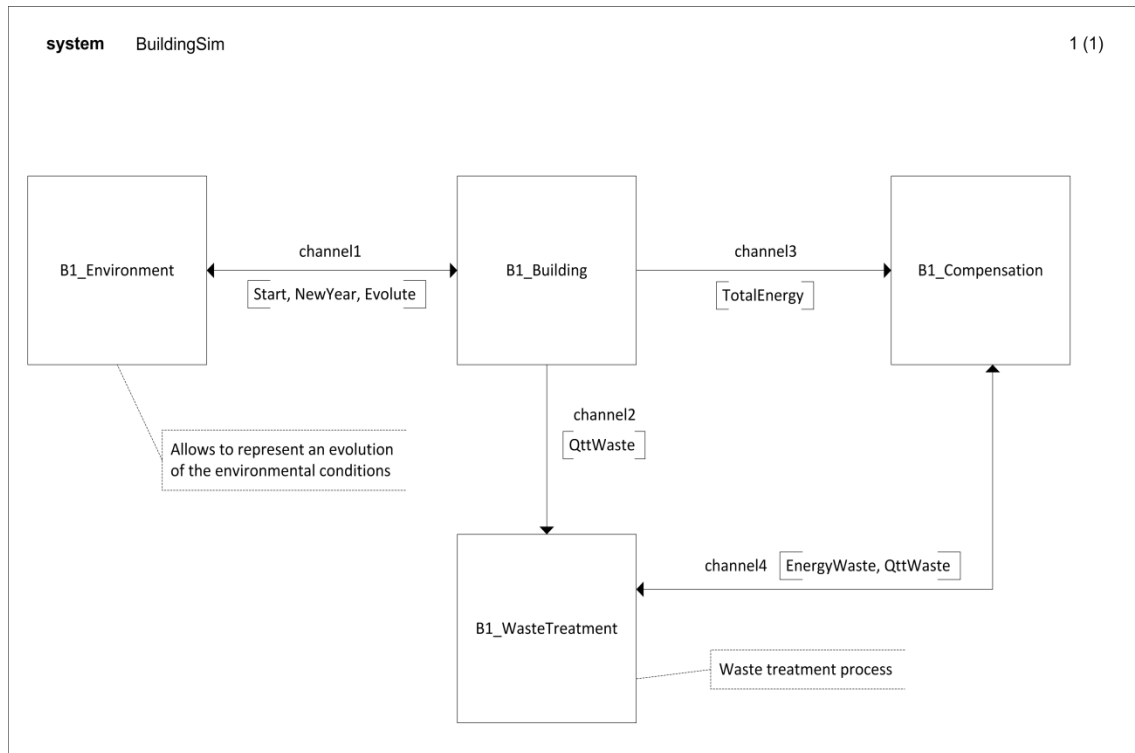 system BuildingSim 1 (1)
channel1
channel3
B1_Environment
B1_Building
B1_Compensation
Start, NewYear, Evolute
TotalEnergy
channel2
QttWaste
Allows to represent an evolution
of the environmental conditions
channel4 EnergyWaste, QttWaste
B1_WasteTreatment
Waste treatment process